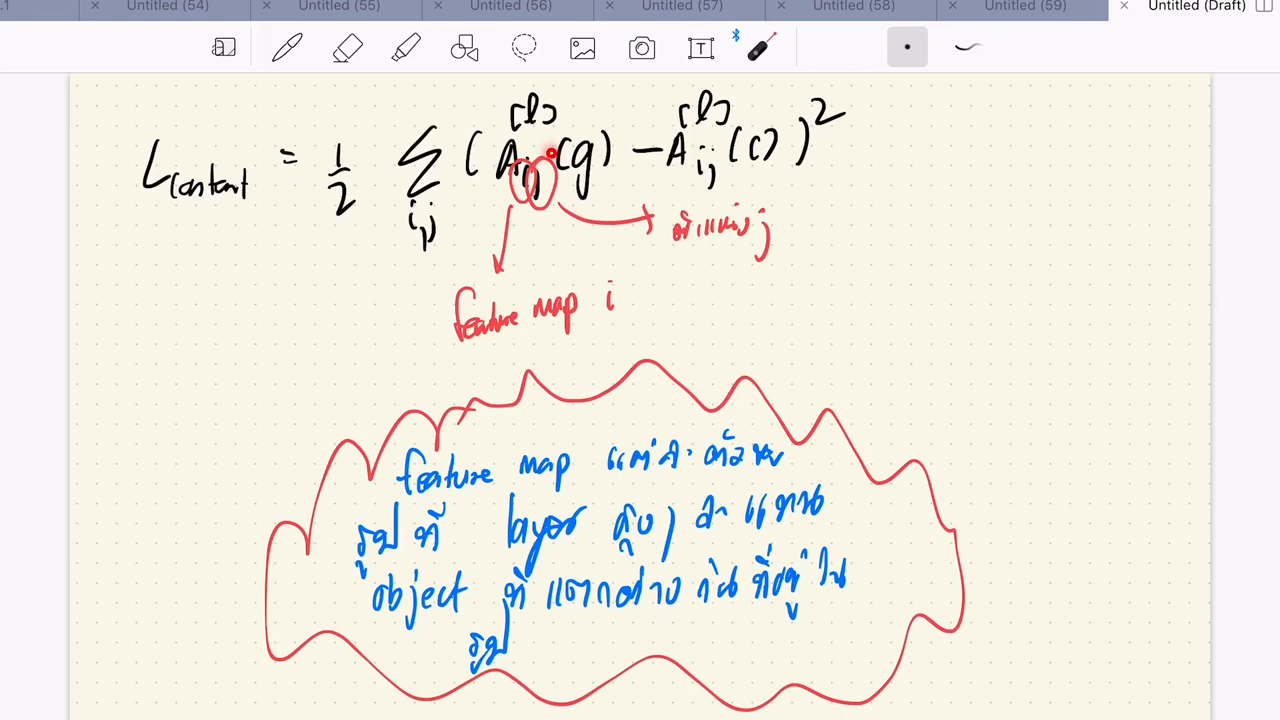 .1 Untitled (54) Untitled (55) Untitled (56) Untitled (57) Untitled (58) Untitled (59) Untitled (Draft)
T
L_content = 1/2 Σ_{i,j} ( A_{ij}^{[l]} (g) - A_{ij}^{[l]} (c) )^2
ตำแหน่ง j
feature map i
feature map แต่ละตัวของ
รูปที่ layer สูงๆ จะแทน
object ที่แตกต่างกันที่อยู่ใน
รูป